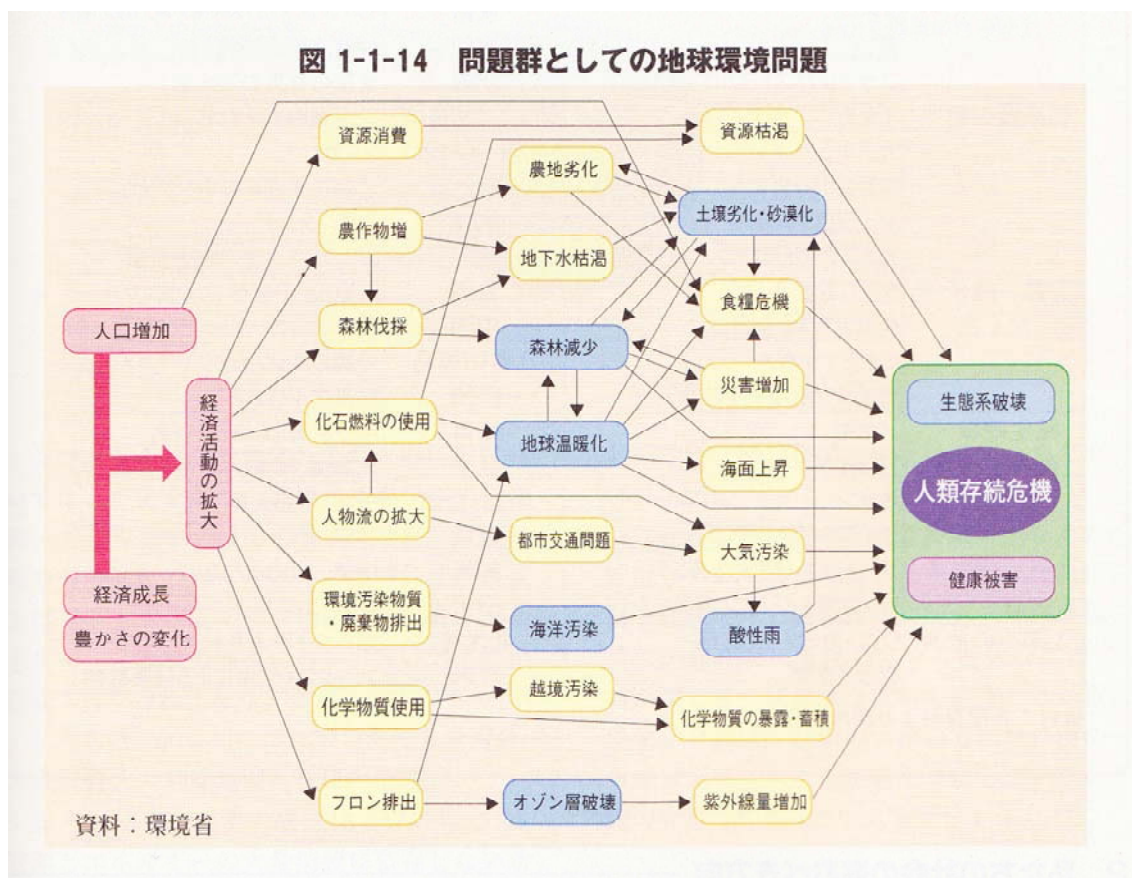 図 1-1-14 問題群としての地球環境問題
資源消費
資源枯渇
農地劣化
農作物増
土壌劣化・砂漠化
地下水枯渇
人口増加
森林伐採
食糧危機
森林減少
災害増加
経済活動の拡大
化石燃料の使用
地球温暖化
海面上昇
生態系破壊
人類存続危機
人物流の拡大
都市交通問題
大気汚染
健康被害
経済成長
豊かさの変化
環境汚染物質
・廃棄物排出
海洋汚染
酸性雨
化学物質使用
越境汚染
化学物質の暴露・蓄積
フロン排出
オゾン層破壊
紫外線量増加
資料：環境省